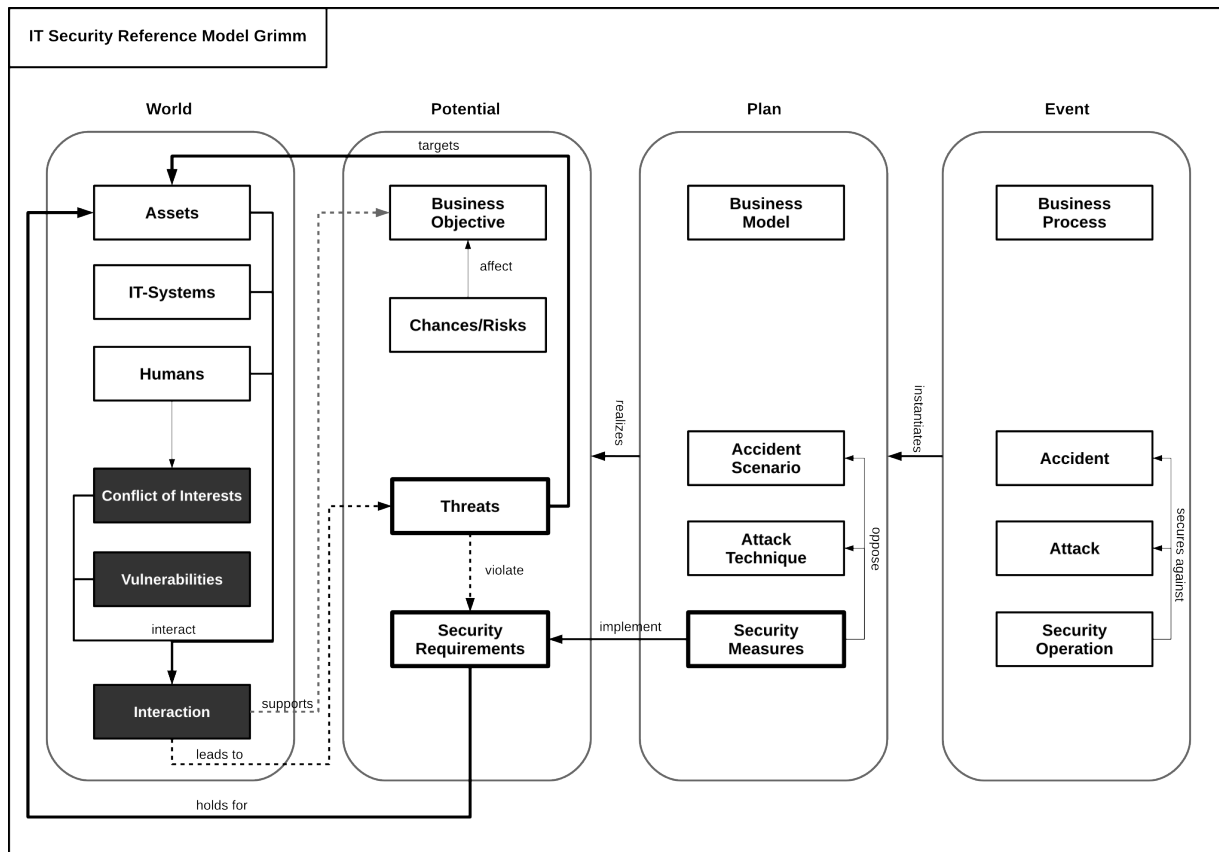 IT Security Reference Model Grimm
World
Potential
Plan
Event
targets
Assets
Business
Objective
Business
Model
Business
Process
affect
IT-Systems
Chances/Risks
Humans
realizes
instantiates
Accident
Scenario
Accident
Conflict of Interests
Threats
oppose
secures against
Attack
Technique
Attack
Vulnerabilities
violate
interact
Security
Requirements
implement
Security
Measures
Security
Operation
Interaction
supports
leads to
holds for